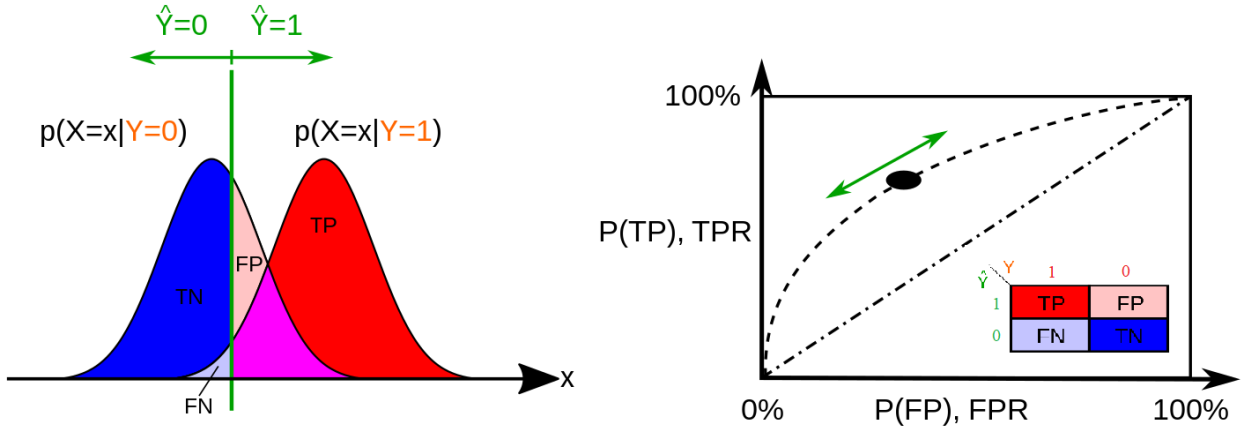 Ŷ=0 Ŷ=1
p(X=x|Y=0) p(X=x|Y=1)
TP
FP
TN
x
FN
100%
P(TP), TPR
Y 1 0
Ŷ
1 TP FP
0 FN TN
0% P(FP), FPR 100%